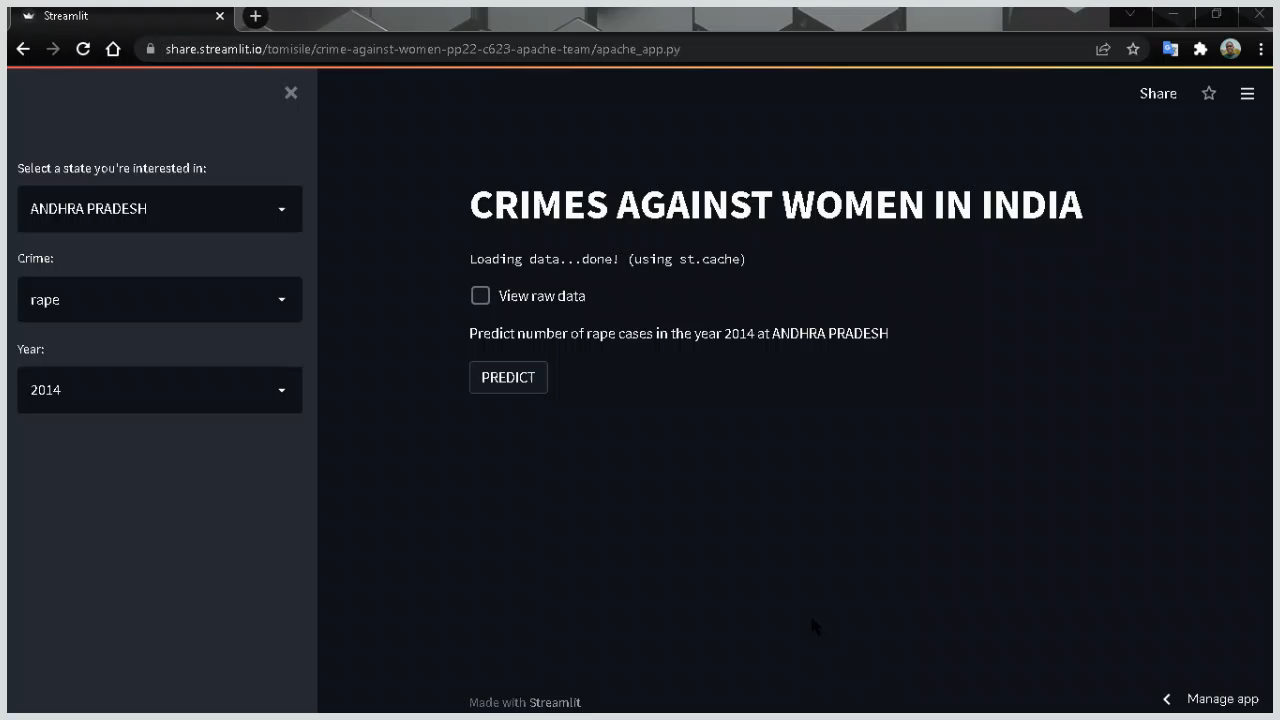 Streamlit
share.streamlit.io/tomisile/crime-against-women-pp22-c623-apache-team/apache_app.py
Share
Select a state you're interested in:
ANDHRA PRADESH
Crime:
rape
Year:
2014
CRIMES AGAINST WOMEN IN INDIA
Loading data...done! (using st.cache)
View raw data
Predict number of rape cases in the year 2014 at ANDHRA PRADESH
PREDICT
Made with Streamlit
Manage app